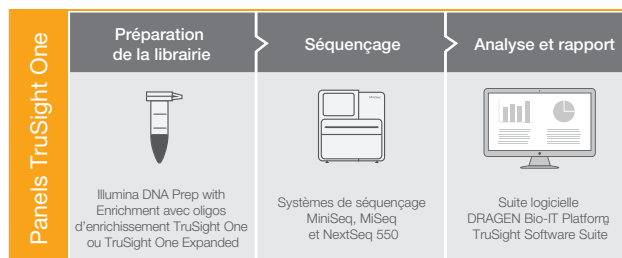 Panels TruSight One
Préparation
de la librairie
Séquençage
Analyse et rapport
Illumina DNA Prep with
Enrichment avec oligos
d'enrichissement TruSight One
ou TruSight One Expanded
Systèmes de séquençage
MiniSeq, MiSeq
et NextSeq 550
Suite logicielle
DRAGEN Bio-IT Platform
TruSight Software Suite